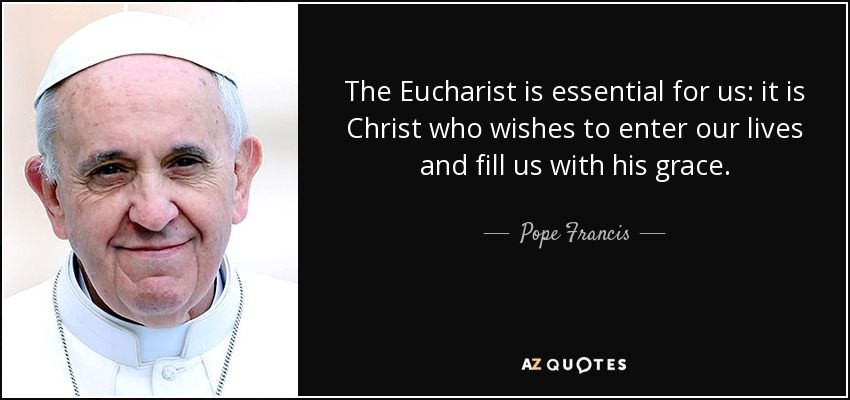 The Eucharist is essential for us: it is
Christ who wishes to enter our lives
and fill us with his grace.
— Pope Francis —
AZ QUOTES